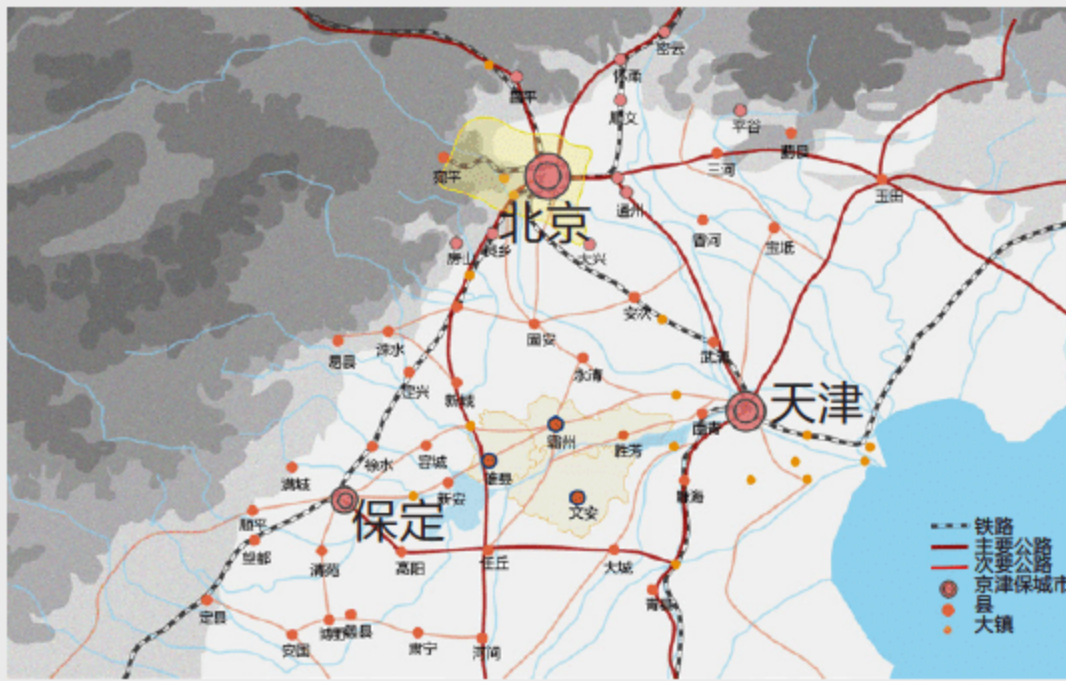 密云
怀柔
昌平
顺义
平谷
蓟县
宛平
三河
玉田
通州
北京
香河
良乡
宝坻
房山
大兴
安次
固安
涞水
易县
武清
永清
定兴
新城
天津
霸州
胜芳
徐水
容城
雄县
满城
新安
静海
文安
保定
顺平
望都
任丘
清苑
高阳
大城
青县
定县
博野
蠡县
安国
肃宁
河间
铁路
主要公路
次要公路
京津保城市
县
大镇